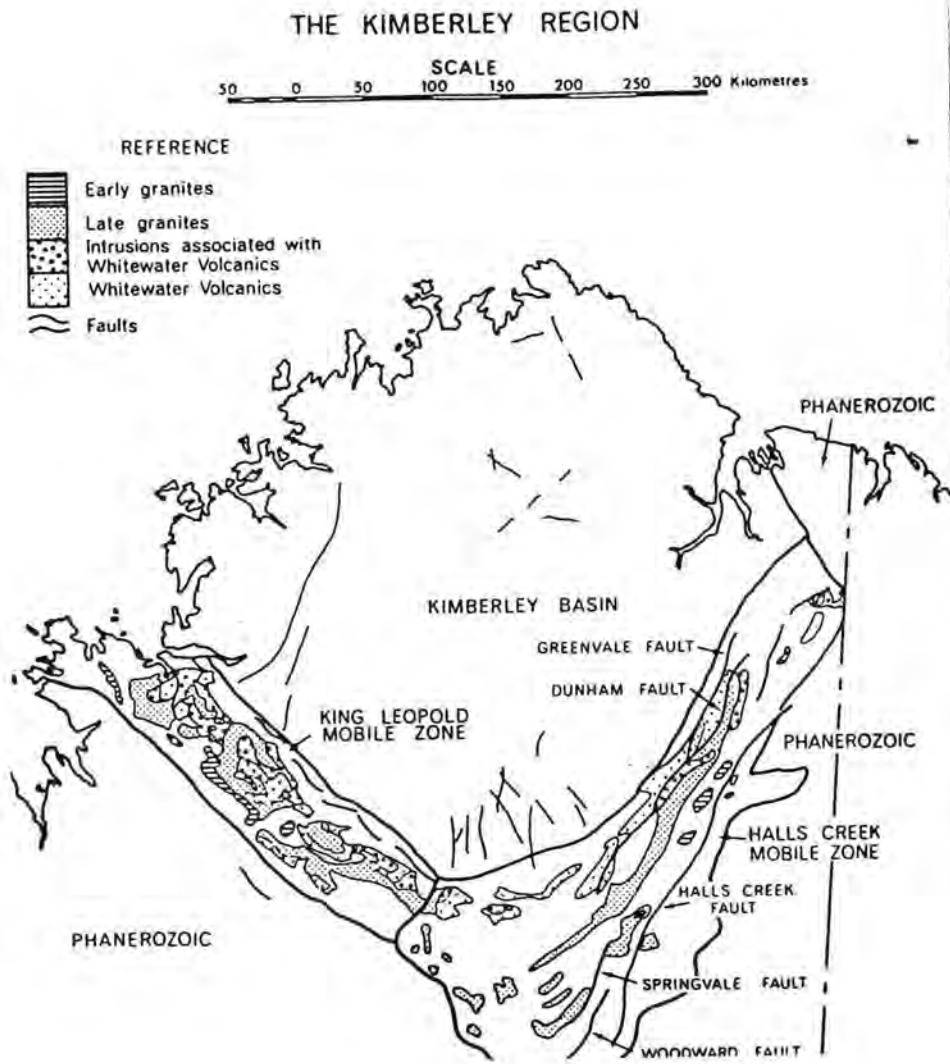 THE KIMBERLEY REGION
SCALE
50 0 50 100 150 200 250 300 Kilometres
REFERENCE
Early granites
Late granites
Intrusions associated with
Whitewater Volcanics
Whitewater Volcanics
Faults
PHANEROZOIC
KIMBERLEY BASIN
GREENVALE FAULT
DUNHAM FAULT
KING LEOPOLD
MOBILE ZONE
PHANEROZOIC
HALLS CREEK
MOBILE ZONE
HALLS CREEK
FAULT
PHANEROZOIC
SPRINGVALE FAULT
WOODWARD FAULT